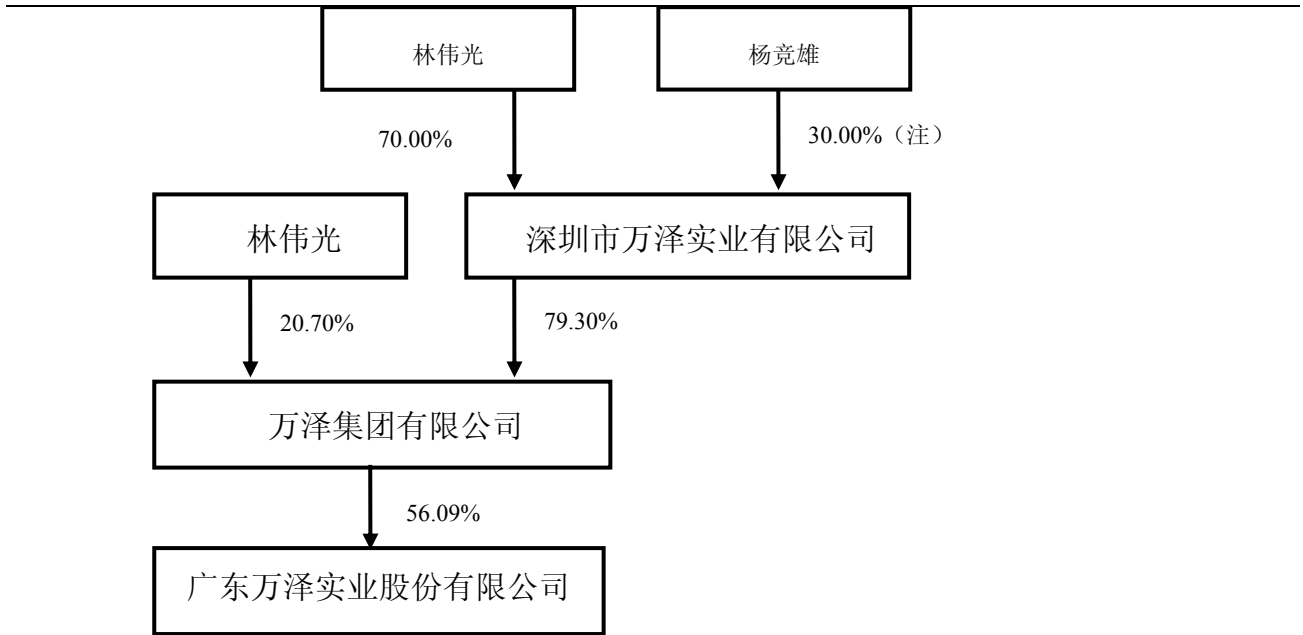 林伟光
杨竞雄
70.00%
30.00%（注）
林伟光
深圳市万泽实业有限公司
20.70%
79.30%
万泽集团有限公司
56.09%
广东万泽实业股份有限公司